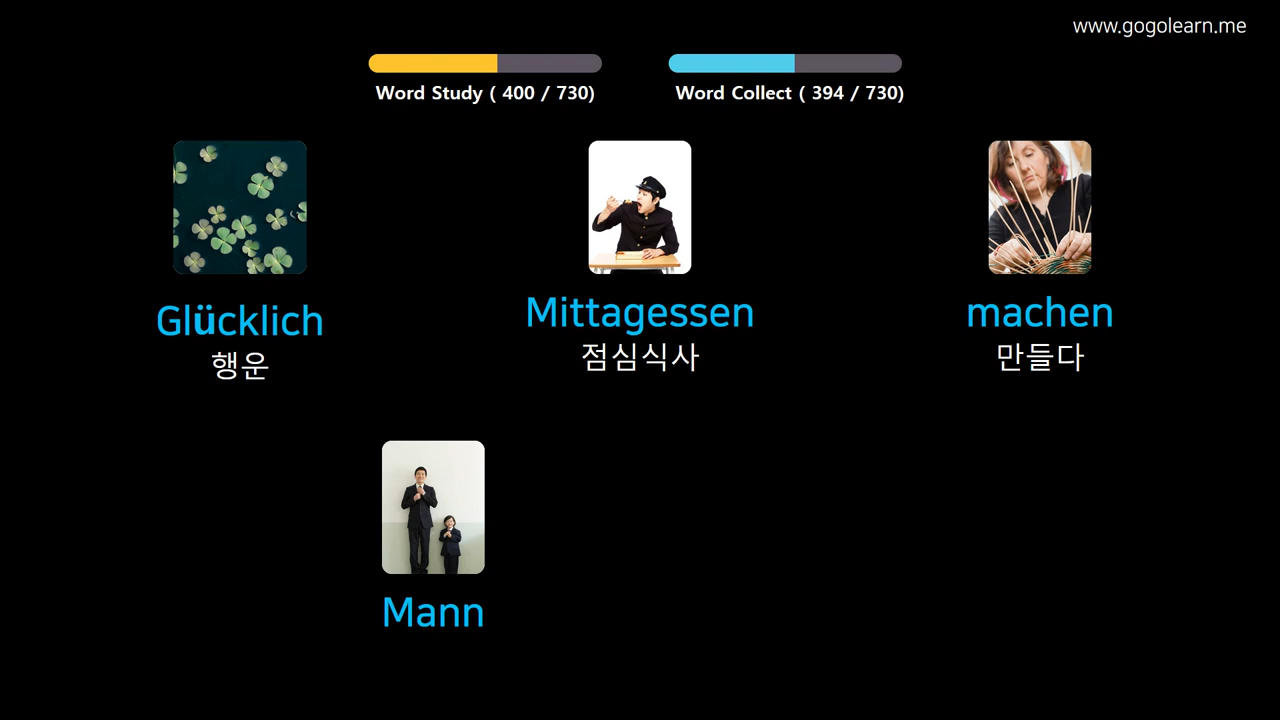 www.gogolearn.me
Word Study ( 400 / 730)
Word Collect ( 394 / 730)
Glücklich
행운
Mittagessen
점심식사
machen
만들다
Mann